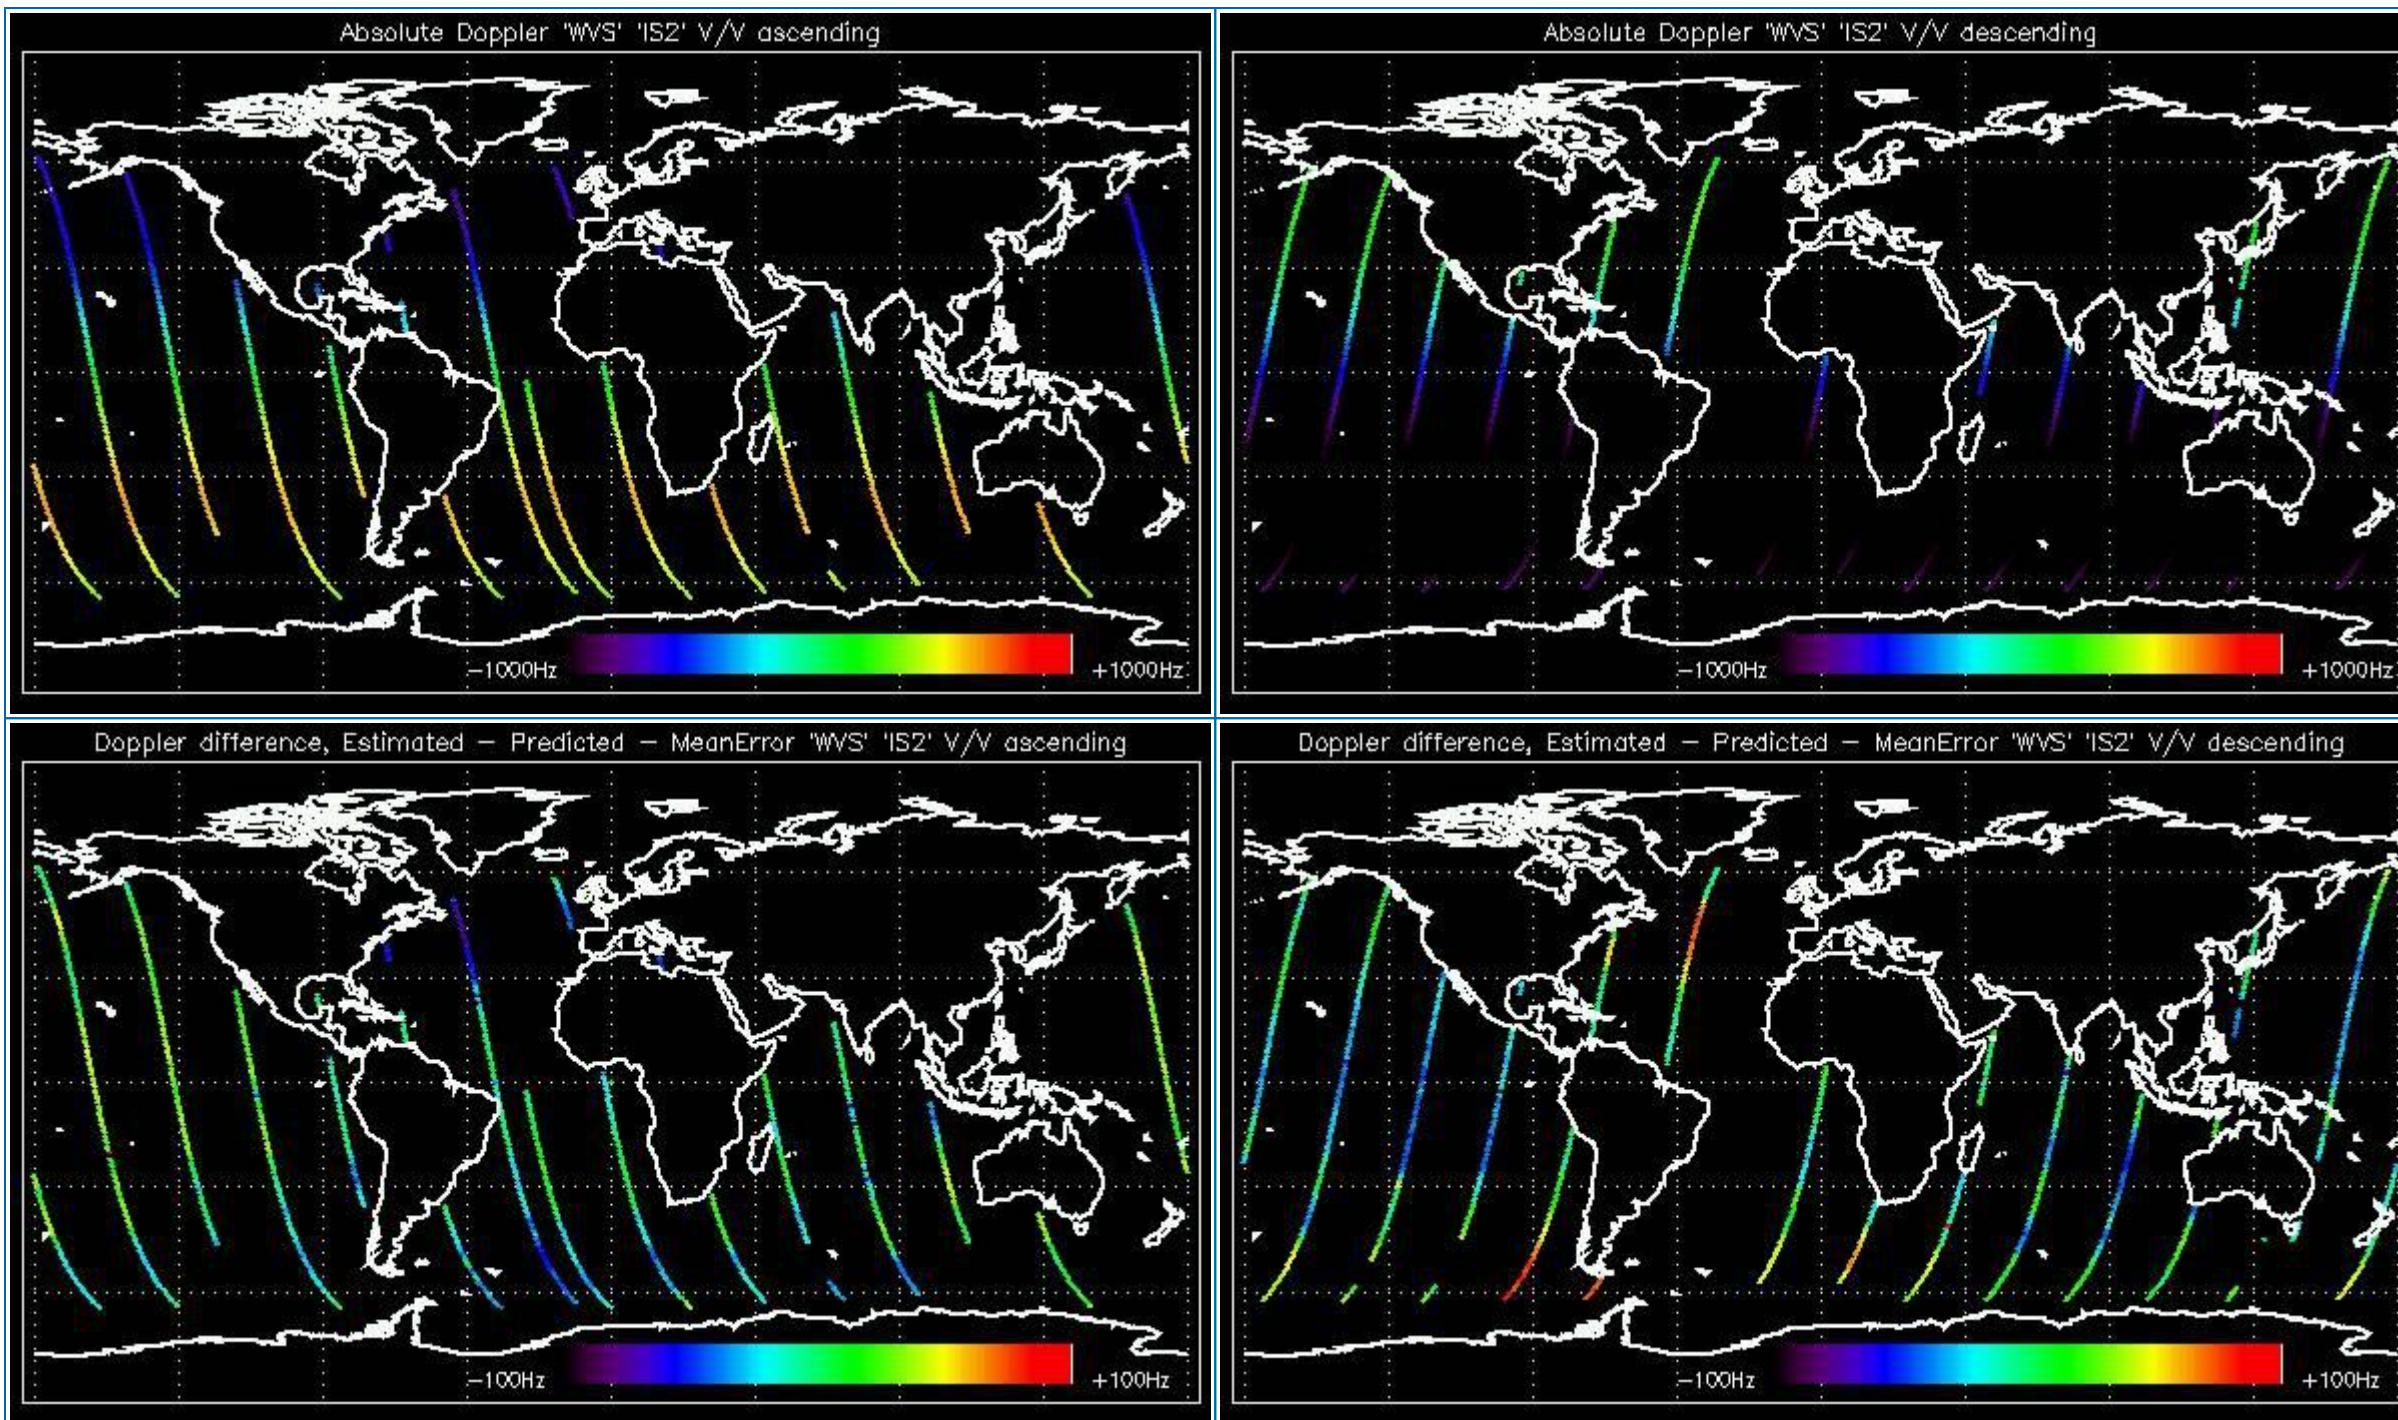 Absolute Doppler 'WVS' 'IS2' V/V ascending
−1000Hz
+1000Hz
Absolute Doppler 'WVS' 'IS2' V/V descending
−1000Hz
+1000Hz
Doppler difference, Estimated − Predicted − MeanError 'WVS' 'IS2' V/V ascending
−100Hz
+100Hz
Doppler difference, Estimated − Predicted − MeanError 'WVS' 'IS2' V/V descending
−100Hz
+100Hz